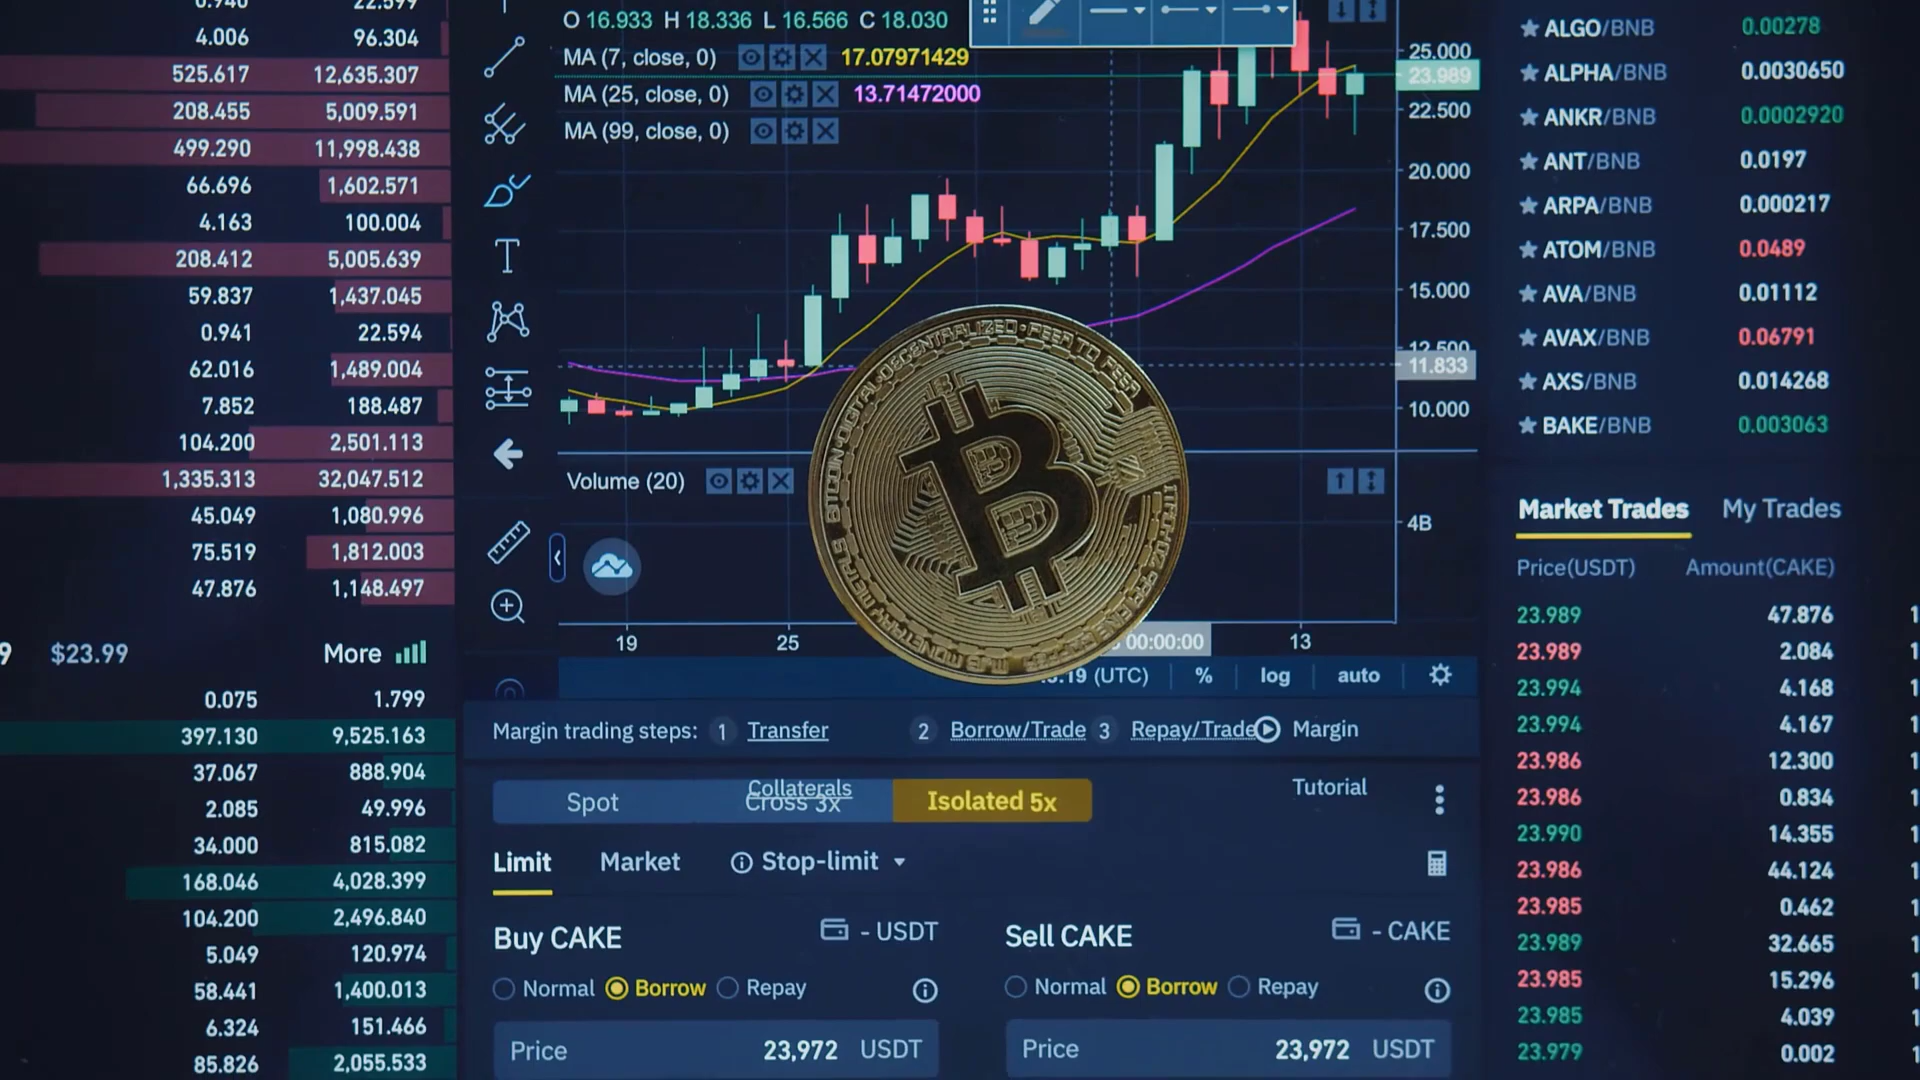 0.940 22.599
4.006 96.304
525.617 12,635.307
208.455 5,009.591
499.290 11,998.438
66.696 1,602.571
4.163 100.004
208.412 5,005.639
59.837 1,437.045
0.941 22.594
62.016 1,489.004
7.852 188.487
104.200 2,501.113
1,335.313 32,047.512
45.049 1,080.996
75.519 1,812.003
47.876 1,148.497
9 $23.99 More
0.075 1.799
397.130 9,525.163
37.067 888.904
2.085 49.996
34.000 815.082
168.046 4,028.399
104.200 2,496.840
5.049 120.974
58.441 1,400.013
6.324 151.466
85.826 2,055.533
O 16.933 H 18.336 L 16.566 C 18.030
MA (7, close, 0) 17.07971429
MA (25, close, 0) 13.71472000
MA (99, close, 0)
25.000
23.989
22.500
20.000
17.500
15.000
12.500
11.833
10.000
Volume (20)
4B
19 25 00:00:00 13
:19 (UTC) % log auto
BITCOIN·DIGITAL·DECENTRALIZED·PEER TO PEER
Margin trading steps: 1 Transfer 2 Borrow/Trade 3 Repay/Trade Margin
Collaterals Tutorial
Spot Cross 3x Isolated 5x
Limit Market Stop-limit
Buy CAKE - USDT
Normal Borrow Repay
Price 23,972 USDT
Sell CAKE - CAKE
Normal Borrow Repay
Price 23,972 USDT
ALGO/BNB 0.00278
ALPHA/BNB 0.0030650
ANKR/BNB 0.0002920
ANT/BNB 0.0197
ARPA/BNB 0.000217
ATOM/BNB 0.0489
AVA/BNB 0.01112
AVAX/BNB 0.06791
AXS/BNB 0.014268
BAKE/BNB 0.003063
Market Trades My Trades
Price(USDT) Amount(CAKE)
23.989 47.876
23.989 2.084
23.994 4.168
23.994 4.167
23.986 12.300
23.986 0.834
23.990 14.355
23.986 44.124
23.985 0.462
23.989 32.665
23.985 15.296
23.985 4.039
23.979 0.002